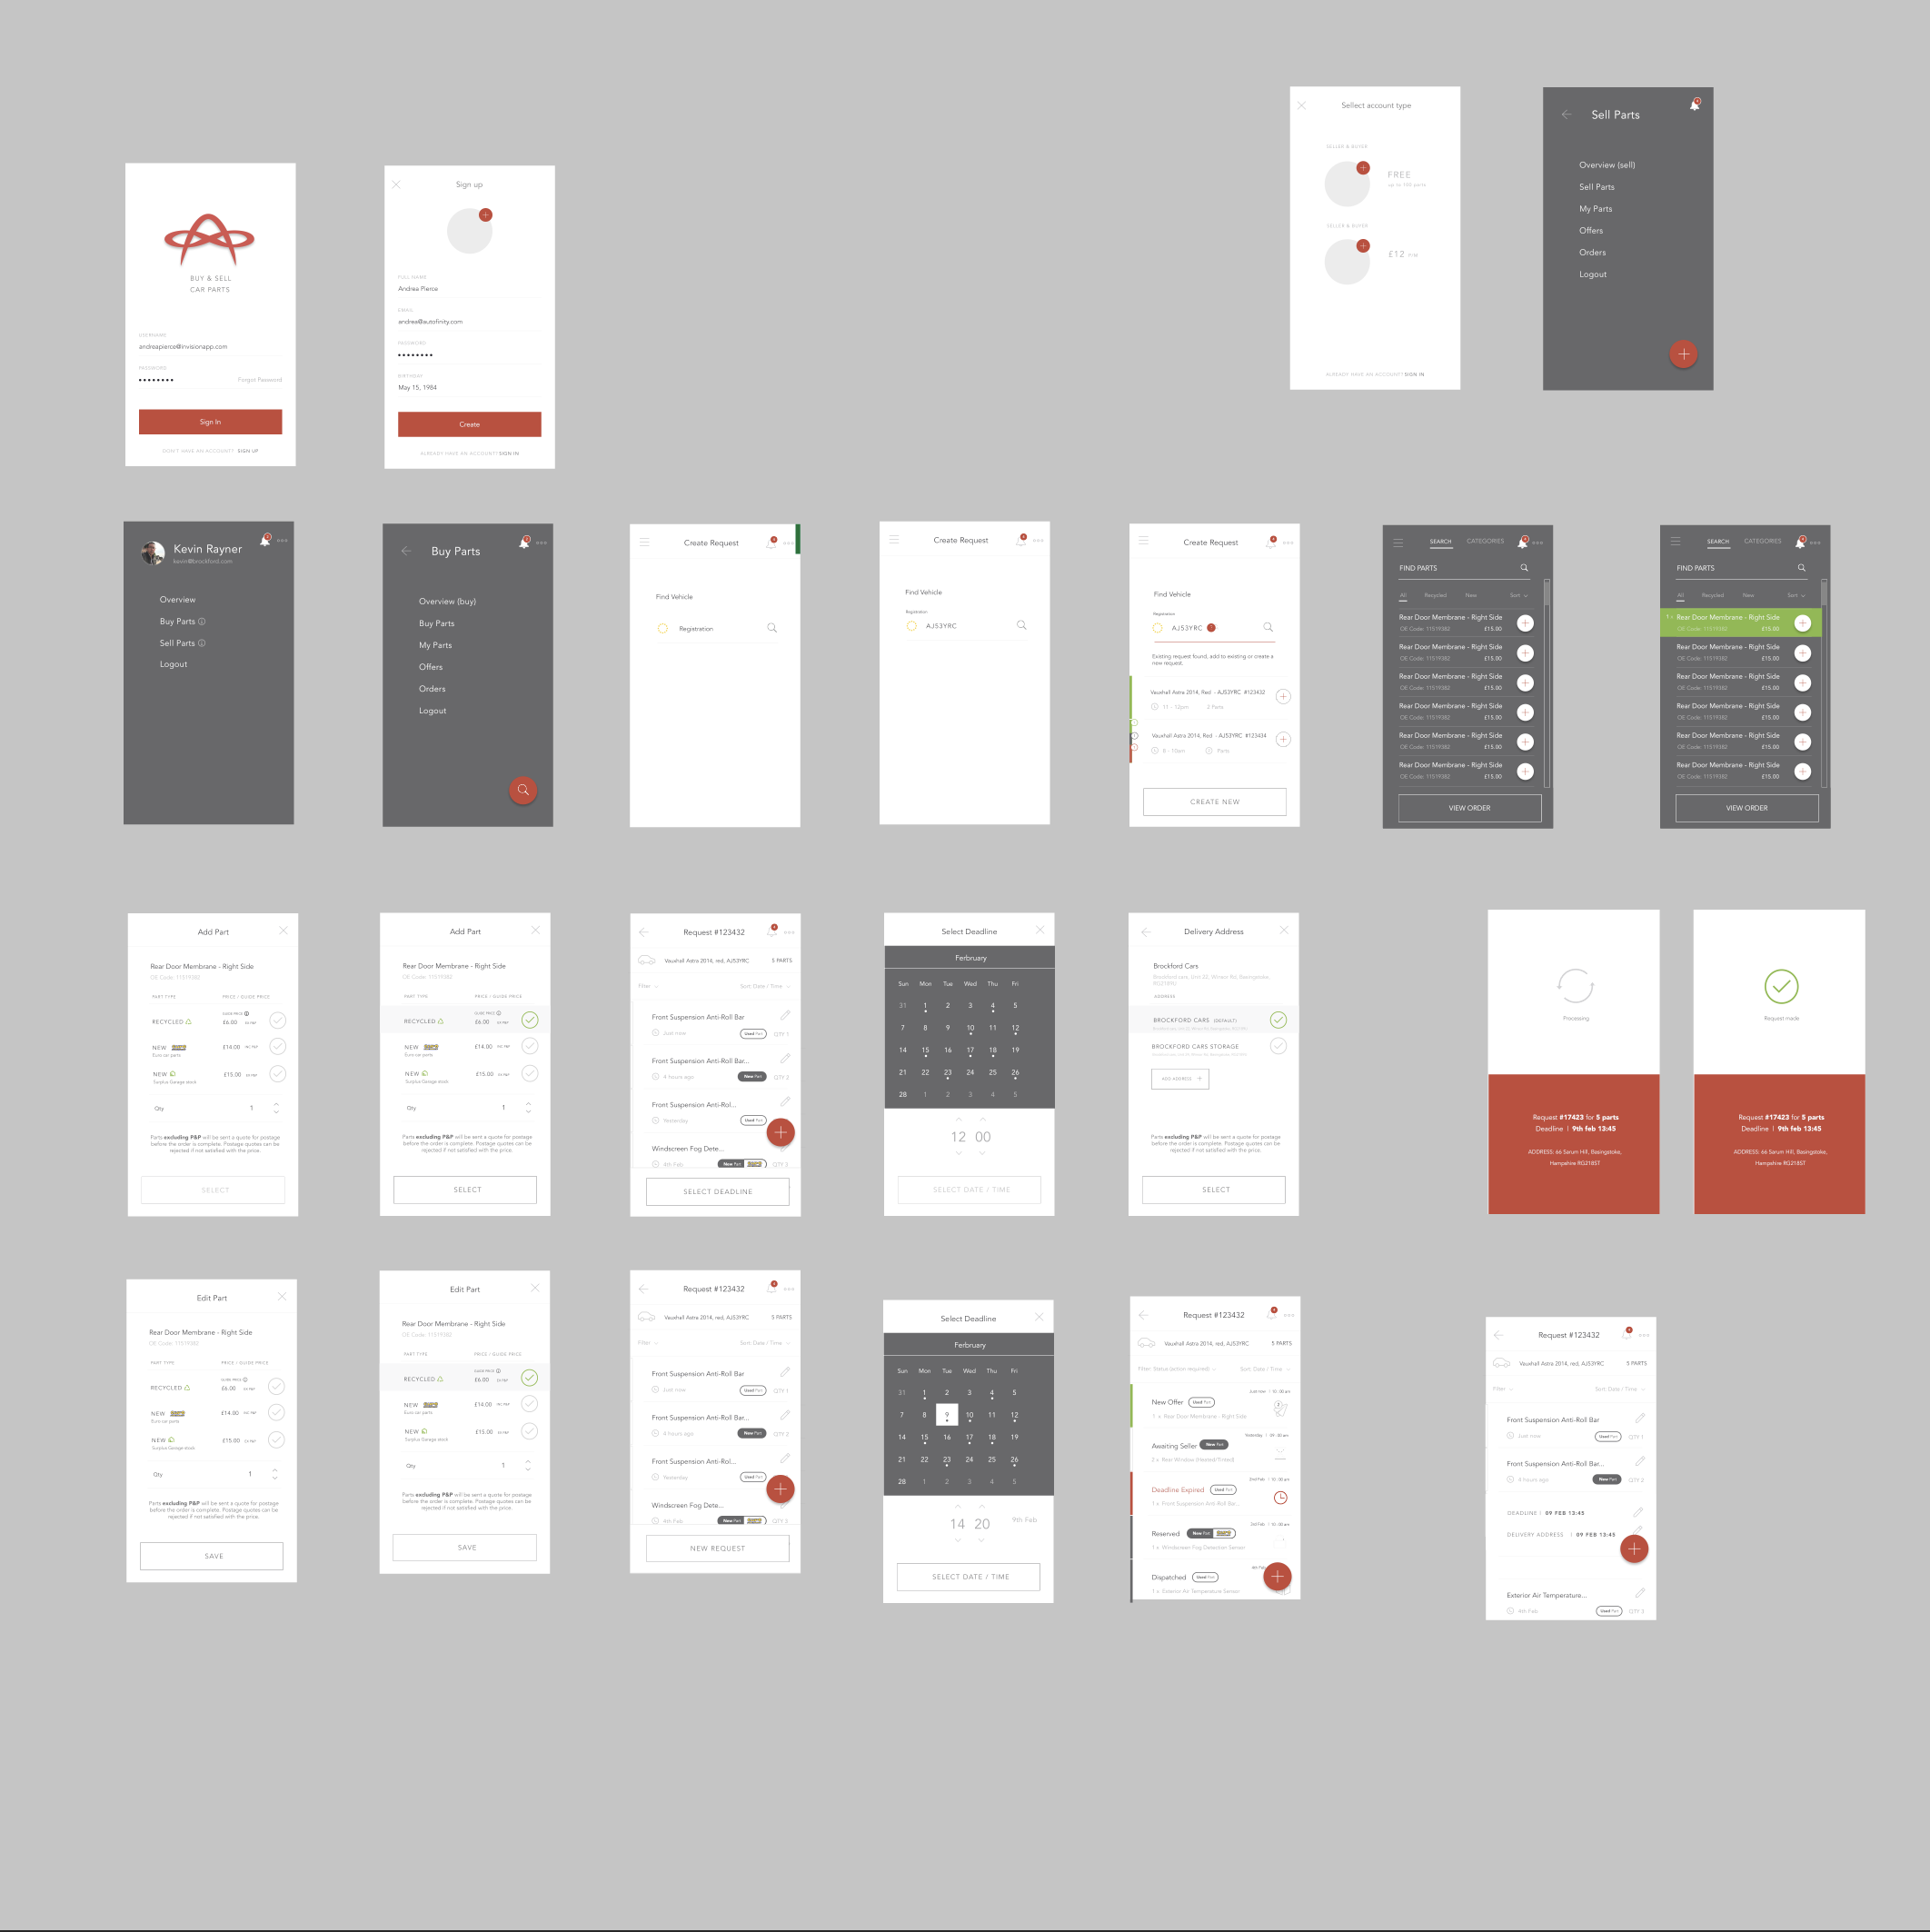 Sellect account type
SELLER & BUYER
FREE
up to 100 parts
SELLER & BUYER
£12
ALREADY HAVE AN ACCOUNT? SIGN IN
Sell Parts
Overview (sell)
Sell Parts
My Parts
Offers
Orders
Logout
BUY & SELL
CAR PARTS
USERNAME
andreapierce@invisionapp.com
PASSWORD
Forgot Password
Sign In
DON'T HAVE AN ACCOUNT? SIGN UP
Sign up
FULL NAME
Andrea Pierce
EMAIL
andrea@autofinity.com
PASSWORD
BIRTHDAY
May 15, 1984
Create
ALREADY HAVE AN ACCOUNT? SIGN IN
Kevin Rayner
kevin@brockford.com
Overview
Buy Parts
Sell Parts
Logout
Buy Parts
Overview (buy)
Buy Parts
My Parts
Offers
Orders
Logout
Create Request
Find Vehicle
Registration
Create Request
Find Vehicle
Registration
AJ53YRC
Create Request
Find Vehicle
Registration
AJ53YRC
Existing request found, add to existing or create a
new request.
Vauxhall Astra 2014, Red - AJ53YRC #123432
11 - 12pm 2 Parts
Vauxhall Astra 2014, Red - AJ53YRC #123434
8 - 10am Parts
CREATE NEW
SEARCH CATEGORIES
FIND PARTS
All Recycled New Sort
Rear Door Membrane - Right Side
OE Code: 11519382 £15.00
Rear Door Membrane - Right Side
OE Code: 11519382 £15.00
Rear Door Membrane - Right Side
OE Code: 11519382 £15.00
Rear Door Membrane - Right Side
OE Code: 11519382 £15.00
Rear Door Membrane - Right Side
OE Code: 11519382 £15.00
Rear Door Membrane - Right Side
OE Code: 11519382 £15.00
VIEW ORDER
SEARCH CATEGORIES
FIND PARTS
All Recycled New Sort
1 x Rear Door Membrane - Right Side
OE Code: 11519382 £15.00
Rear Door Membrane - Right Side
OE Code: 11519382 £15.00
Rear Door Membrane - Right Side
OE Code: 11519382 £15.00
Rear Door Membrane - Right Side
OE Code: 11519382 £15.00
Rear Door Membrane - Right Side
OE Code: 11519382 £15.00
Rear Door Membrane - Right Side
OE Code: 11519382 £15.00
VIEW ORDER
Add Part
Rear Door Membrane - Right Side
OE Code: 11519382
PART TYPE PRICE / GUIDE PRICE
GUIDE PRICE
RECYCLED £6.00 EX P&P
NEW £14.00 INC P&P
Euro car parts
NEW £15.00 EX P&P
Surplus Garage stock
Qty 1
Parts excluding P&P will be sent a quote for postage
before the order is complete. Postage quotes can be
rejected if not satisfied with the price.
SELECT
Add Part
Rear Door Membrane - Right Side
OE Code: 11519382
PART TYPE PRICE / GUIDE PRICE
GUIDE PRICE
RECYCLED £6.00 EX P&P
NEW £14.00 INC P&P
Euro car parts
NEW £15.00 EX P&P
Surplus Garage stock
Qty 1
Parts excluding P&P will be sent a quote for postage
before the order is complete. Postage quotes can be
rejected if not satisfied with the price.
SELECT
Request #123432
Vauxhall Astra 2014, red, AJ53YRC 5 PARTS
Filter Sort: Date / Time
Front Suspension Anti-Roll Bar
Just now Used Part QTY 1
Front Suspension Anti-Roll Bar...
4 hours ago New Part QTY 2
Front Suspension Anti-Rol...
Yesterday Used Part
Windscreen Fog Dete...
4th Feb New Part QTY 3
SELECT DEADLINE
Select Deadline
Ferbruary
Sun Mon Tue Wed Thu Fri
31 1 2 3 4 5
7 8 9 10 11 12
14 15 16 17 18 19
21 22 23 24 25 26
28 1 2 3 4 5
12 00
SELECT DATE / TIME
Delivery Address
Brockford Cars
Brockford cars, Unit 22, Winson Rd, Basingstoke,
RG218NU
ADDRESS
BROCKFORD CARS (DEFAULT)
BROCKFORD CARS STORAGE
ADD ADDRESS +
Parts excluding P&P will be sent a quote for postage
before the order is complete. Postage quotes can be
rejected if not satisfied with the price.
SELECT
Processing
Request #17423 for 5 parts
Deadline | 9th feb 13:45
ADDRESS: 66 Sarum Hill, Basingstoke,
Hampshire RG218ST
Request made
Request #17423 for 5 parts
Deadline | 9th feb 13:45
ADDRESS: 66 Sarum Hill, Basingstoke,
Hampshire RG218ST
Edit Part
Rear Door Membrane - Right Side
OE Code: 11519382
PART TYPE PRICE / GUIDE PRICE
GUIDE PRICE
RECYCLED £6.00 EX P&P
NEW £14.00 INC P&P
Euro car parts
NEW £15.00 EX P&P
Surplus Garage stock
Qty 1
Parts excluding P&P will be sent a quote for postage
before the order is complete. Postage quotes can be
rejected if not satisfied with the price.
SAVE
Edit Part
Rear Door Membrane - Right Side
OE Code: 11519382
PART TYPE PRICE / GUIDE PRICE
GUIDE PRICE
RECYCLED £6.00 EX P&P
NEW £14.00 INC P&P
Euro car parts
NEW £15.00 EX P&P
Surplus Garage stock
Qty 1
Parts excluding P&P will be sent a quote for postage
before the order is complete. Postage quotes can be
rejected if not satisfied with the price.
SAVE
Request #123432
Vauxhall Astra 2014, red, AJ53YRC 5 PARTS
Filter Sort: Date / Time
Front Suspension Anti-Roll Bar
Just now Used Part QTY 1
Front Suspension Anti-Roll Bar...
4 hours ago New Part QTY 2
Front Suspension Anti-Rol...
Yesterday Used Part
Windscreen Fog Dete...
4th Feb New Part QTY 3
NEW REQUEST
Select Deadline
Ferbruary
Sun Mon Tue Wed Thu Fri
31 1 2 3 4 5
7 8 9 10 11 12
14 15 16 17 18 19
21 22 23 24 25 26
28 1 2 3 4 5
14 20 9th Feb
SELECT DATE / TIME
Request #123432
Vauxhall Astra 2014, red, AJ53YRC 5 PARTS
Filter: Status (action required) Sort: Date / Time
Just now | 10:00am
New Offer Used Part
1 x Rear Door Membrane - Right Side
Yesterday | 09:30am
Awaiting Seller New Part
2 x Rear Window (Heated/Tinted)
2nd Feb | 10:00am
Deadline Expired Used Part
1 x Front Suspension Anti Roll Bar...
2nd Feb | 10:00am
Reserved New Part
1 x Windscreen Fog Detection Sensor
Dispatched Used Part
1 x Exterior Air Temperature Sensor
Request #123432
Vauxhall Astra 2014, red, AJ53YRC 5 PARTS
Filter Sort: Date / Time
Front Suspension Anti-Roll Bar
Just now Used Part QTY 1
Front Suspension Anti-Roll Bar...
4 hours ago New Part QTY 2
DEADLINE | 09 FEB 13:45
DELIVERY ADDRESS | 09 FEB 13:45
Exterior Air Temperature...
4th Feb Used Part QTY 3